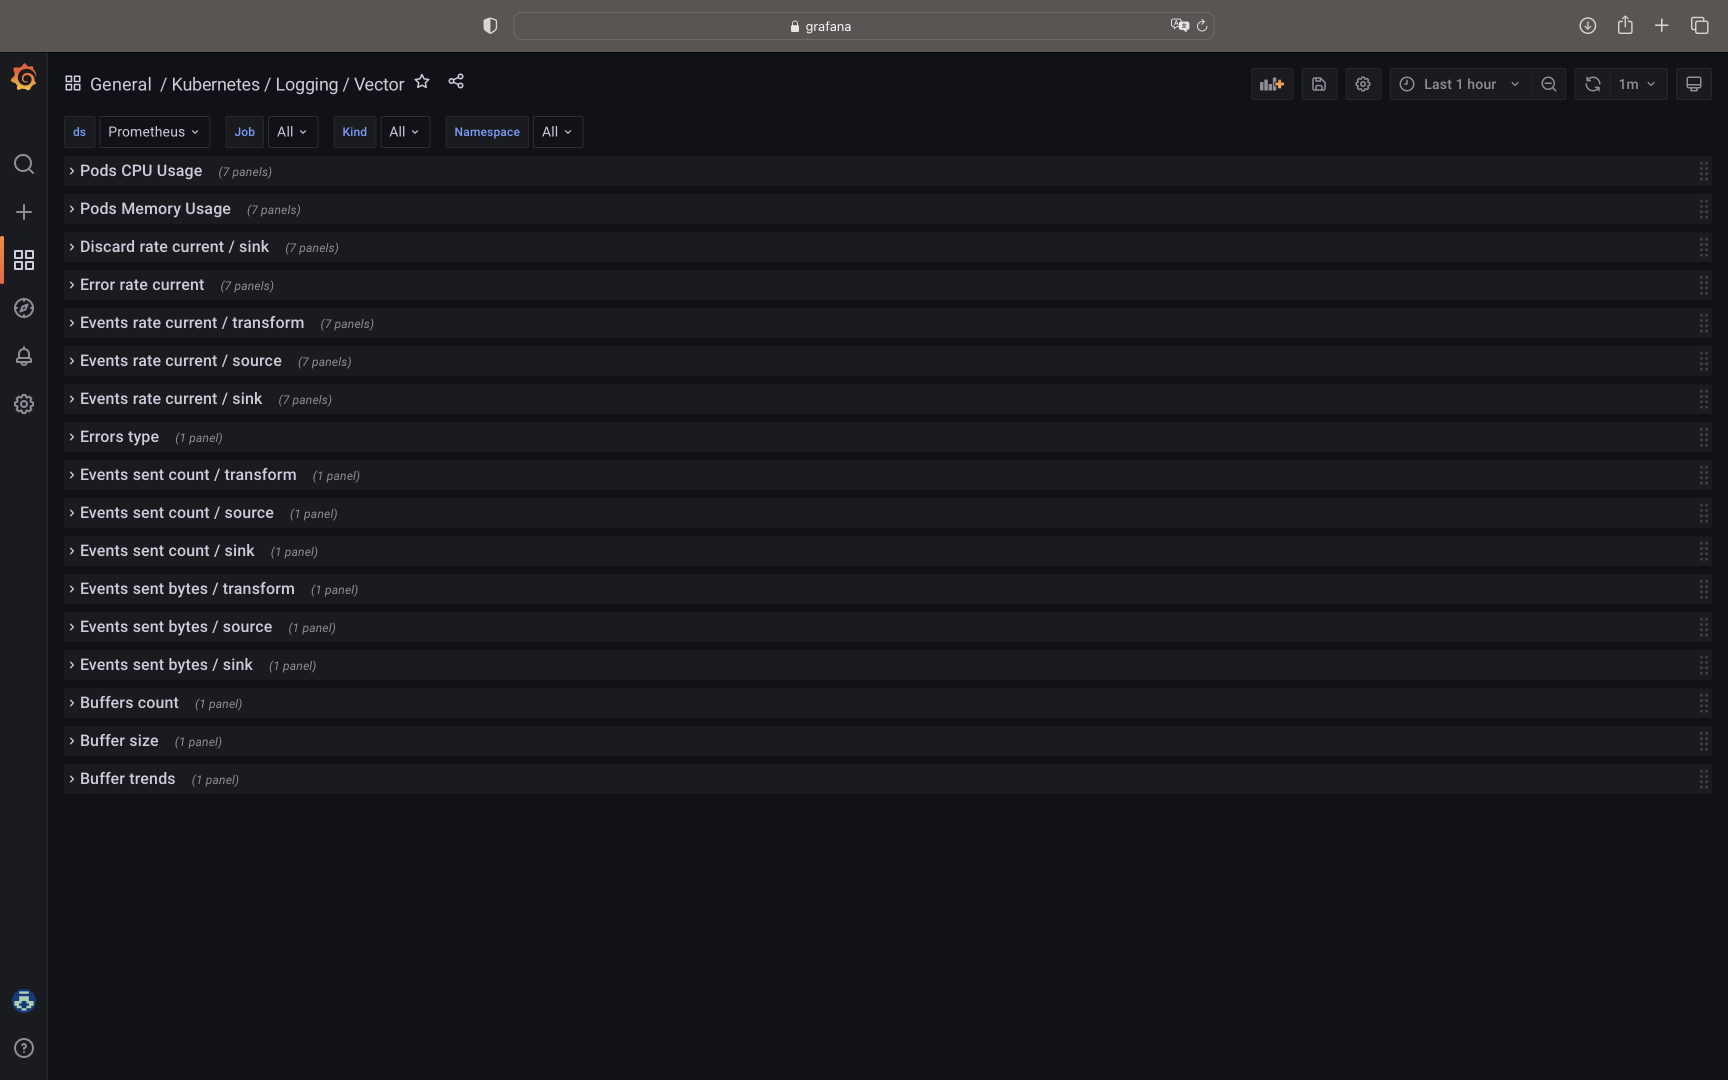 grafana
General / Kubernetes / Logging / Vector
Last 1 hour
1m
ds Prometheus Job All Kind All Namespace All
Pods CPU Usage (7 panels)
Pods Memory Usage (7 panels)
Discard rate current / sink (7 panels)
Error rate current (7 panels)
Events rate current / transform (7 panels)
Events rate current / source (7 panels)
Events rate current / sink (7 panels)
Errors type (1 panel)
Events sent count / transform (1 panel)
Events sent count / source (1 panel)
Events sent count / sink (1 panel)
Events sent bytes / transform (1 panel)
Events sent bytes / source (1 panel)
Events sent bytes / sink (1 panel)
Buffers count (1 panel)
Buffer size (1 panel)
Buffer trends (1 panel)